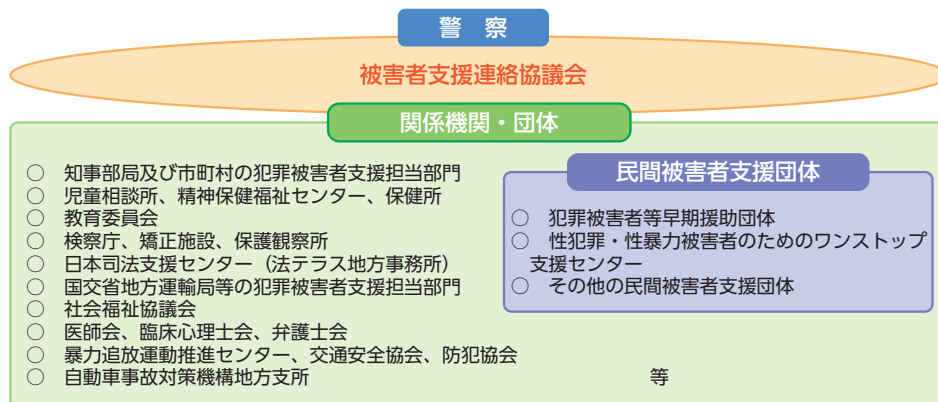 警 察
被害者支援連絡協議会
関係機関・団体
○ 知事部局及び市町村の犯罪被害者支援担当部門
○ 児童相談所、精神保健福祉センター、保健所
○ 教育委員会
○ 検察庁、矯正施設、保護観察所
○ 日本司法支援センター（法テラス地方事務所）
○ 国交省地方運輸局等の犯罪被害者支援担当部門
○ 社会福祉協議会
○ 医師会、臨床心理士会、弁護士会
○ 暴力追放運動推進センター、交通安全協会、防犯協会
○ 自動車事故対策機構地方支所 等
民間被害者支援団体
○ 犯罪被害者等早期援助団体
○ 性犯罪・性暴力被害者のためのワンストップ
支援センター
○ その他の民間被害者支援団体